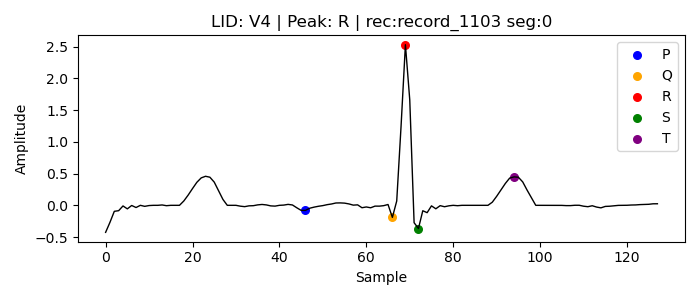 LID: V4 | Peak: R | rec:record_1103 seg:0
Amplitude
2.5
2.0
1.5
1.0
0.5
0.0
−0.5
0
20
40
60
80
100
120
Sample
P
Q
R
S
T